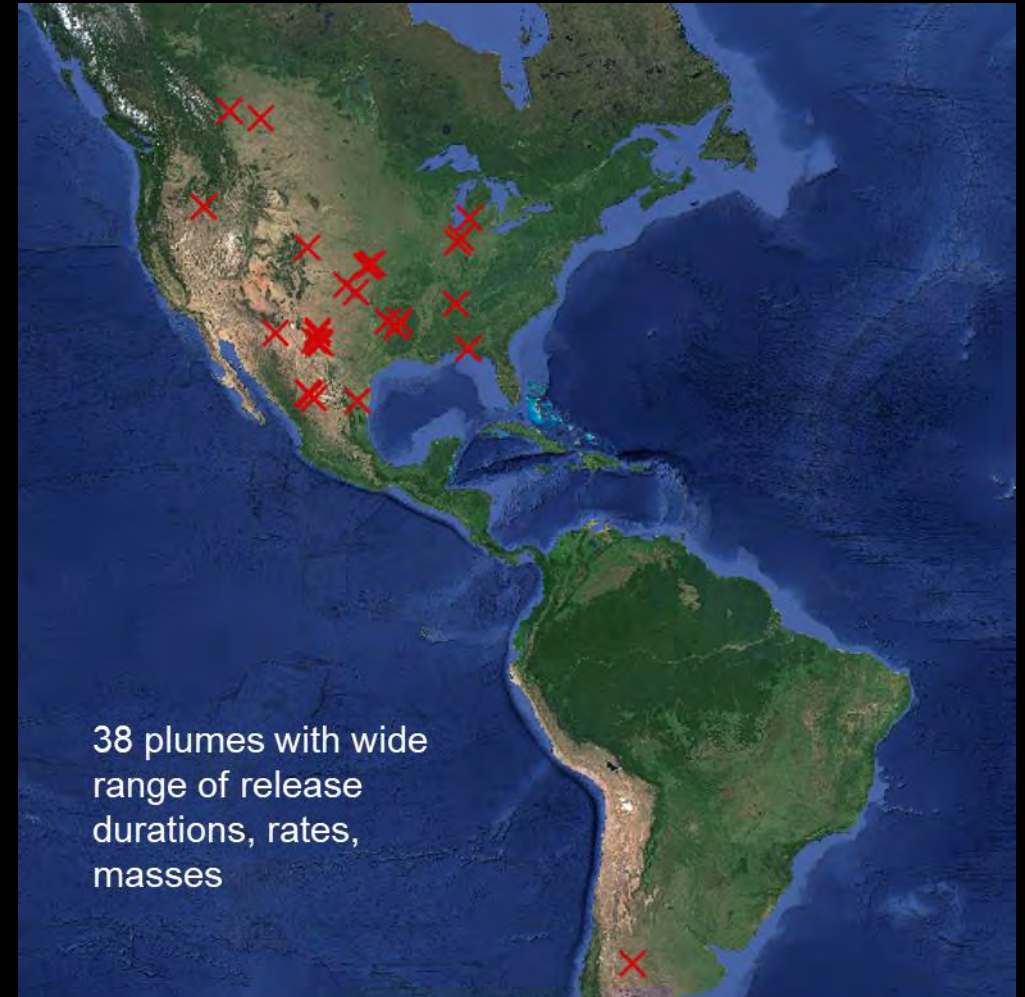 38 plumes with wide
range of release
durations, rates,
masses